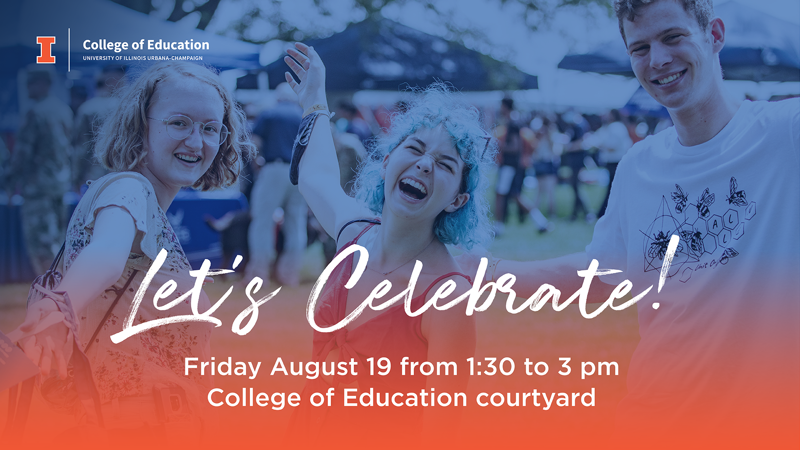 I
College of Education
UNIVERSITY OF ILLINOIS URBANA-CHAMPAIGN
Let's Celebrate!
Friday August 19 from 1:30 to 3 pm
College of Education courtyard